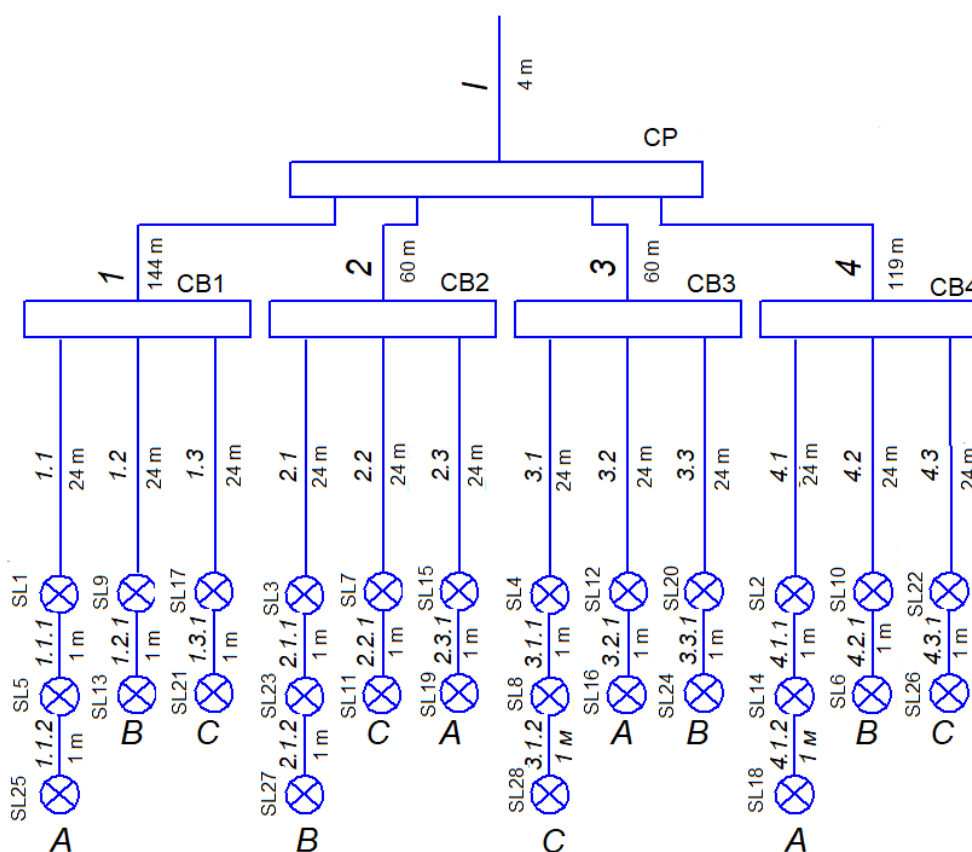 I
4 m
CP
1
144 m
CB1
2
60 m
CB2
3
60 m
CB3
4
119 m
CB4
1.1
24 m
1.2
24 m
1.3
24 m
2.1
24 m
2.2
24 m
2.3
24 m
3.1
24 m
3.2
24 m
3.3
24 m
4.1
24 m
4.2
24 m
4.3
24 m
SL1
SL9
SL17
SL3
SL7
SL15
SL4
SL12
SL20
SL2
SL10
SL22
1.1.1
1 m
1.2.1
1 m
1.3.1
1 m
2.1.1
1 m
2.2.1
1 m
2.3.1
1 m
3.1.1
1 m
3.2.1
1 m
3.3.1
1 m
4.1.1
1 m
4.2.1
1 m
4.3.1
1 m
SL5
SL13
SL21
SL23
SL11
SL19
SL8
SL16
SL24
SL14
SL6
SL26
B
C
C
A
A
B
B
C
1.1.2
1 m
2.1.2
1 m
3.1.2
1 м
4.1.2
1 м
SL25
SL27
SL28
SL18
A
B
C
A